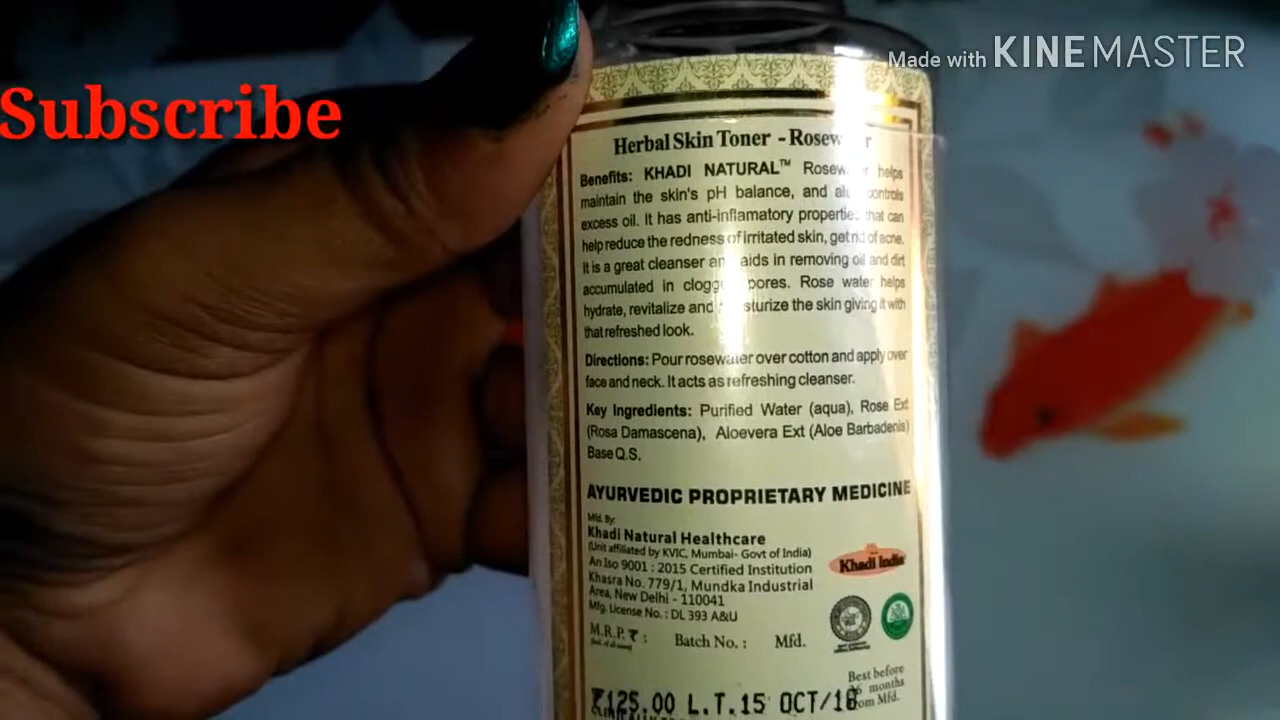 Made with KINEMASTER
Subscribe
Herbal Skin Toner -
Benefits: KHADI NATURAL™ helps
maintain the skin's pH balance, and controls
excess oil. It has anti-inflamatory that can
help reduce the redness of irritated skin, get rid of acne.
It is a great cleanser aids in removing oil and dirt
accumulated in pores. Rose water helps
hydrate, revitalize and the skin giving it with
that refreshed look.
Directions: Pour rosewater over cotton and apply over
face and neck. It acts as refreshing cleanser.
Key Ingredients: Purified Water (aqua), Rose Ext
(Rosa Damascena), Aloevera Ext (Aloe Barbadenis)
Base Q.S.
AYURVEDIC PROPRIETARY MEDICINE
Mfd. By:
Khadi Natural Healthcare
(Unit affiliated by KVIC, Mumbai- Govt of India)
An Iso 9001 : 2015 Certified Institution
Khasra No. 779/1, Mundka Industrial
Area, New Delhi - 110041
Mfg. License No. : DL 393 A&U
Khadi India
M.R.P. ₹ : Batch No. : Mfd.
Best before
months
from Mfd.
₹125.00 L.T.15 OCT/18